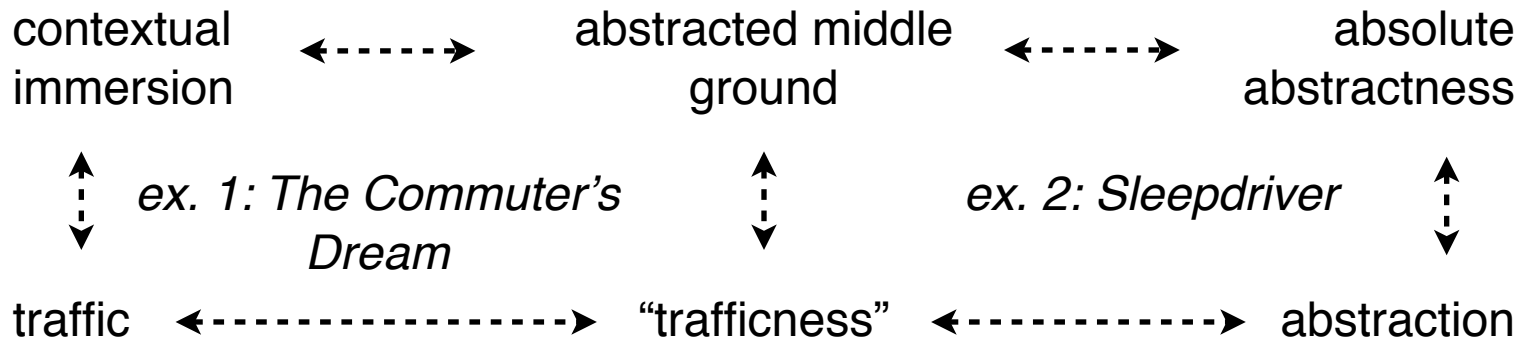 contextual abstracted middle absolute
immersion ground abstractness
ex. 1: The Commuter’s ex. 2: Sleepdriver
Dream
traffic “trafficness” abstraction